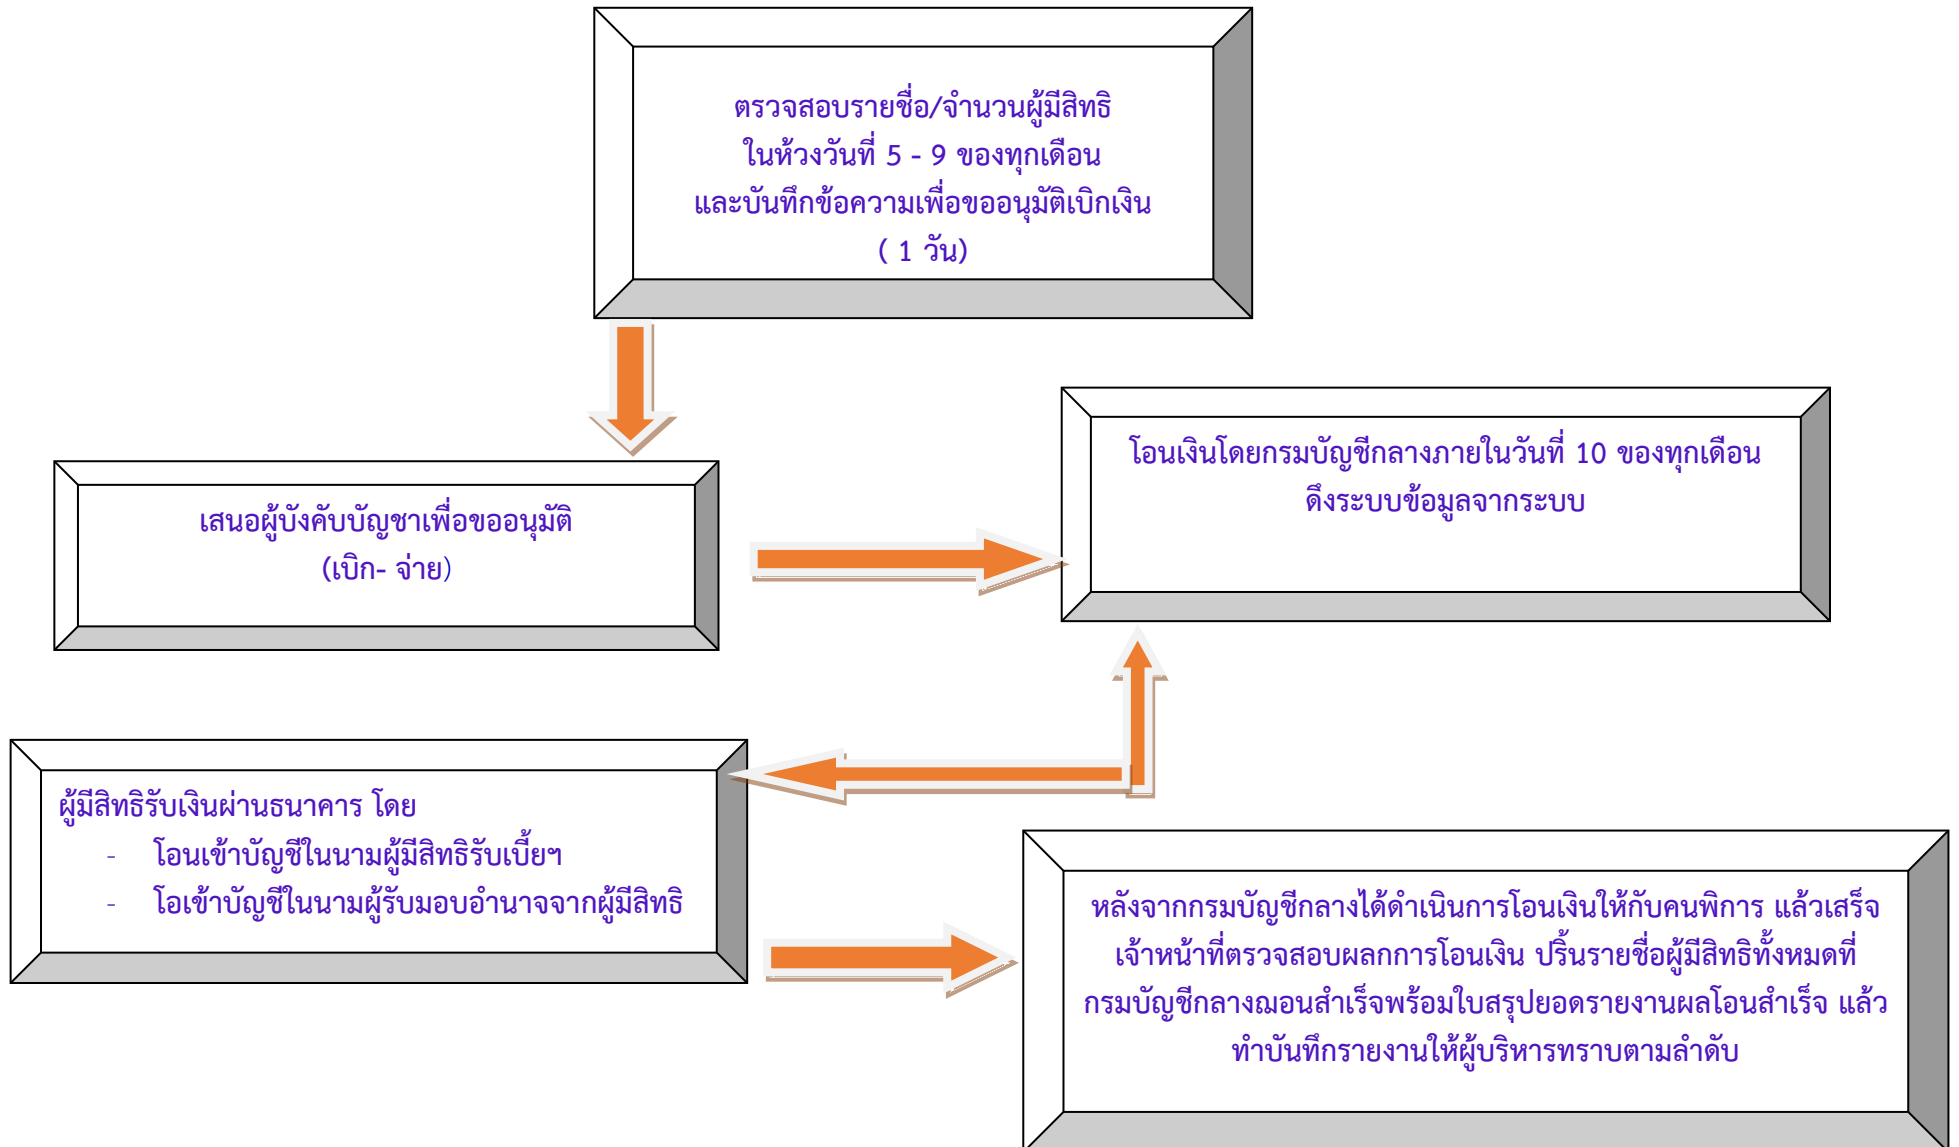 ตรวจสอบรายชื่อ/จำนวนผู้มีสิทธิ
ในห้วงวันที่ 5 - 9 ของทุกเดือน
และบันทึกข้อความเพื่อขออนุมัติเบิกเงิน
( 1 วัน)
เสนอผู้บังคับบัญชาเพื่อขออนุมัติ
(เบิก- จ่าย)
โอนเงินโดยกรมบัญชีกลางภายในวันที่ 10 ของทุกเดือน
ดึงระบบข้อมูลจากระบบ
ผู้มีสิทธิรับเงินผ่านธนาคาร โดย
- โอนเข้าบัญชีในนามผู้มีสิทธิรับเบี้ยฯ
- โอเข้าบัญชีในนามผู้รับมอบอำนาจจากผู้มีสิทธิ
หลังจากกรมบัญชีกลางได้ดำเนินการโอนเงินให้กับคนพิการ แล้วเสร็จ
เจ้าหน้าที่ตรวจสอบผลกการโอนเงิน ปริ้นรายชื่อผู้มีสิทธิทั้งหมดที่
กรมบัญชีกลางฌอนสำเร็จพร้อมใบสรุปยอดรายงานผลโอนสำเร็จ แล้ว
ทำบันทึกรายงานให้ผู้บริหารทราบตามลำดับ